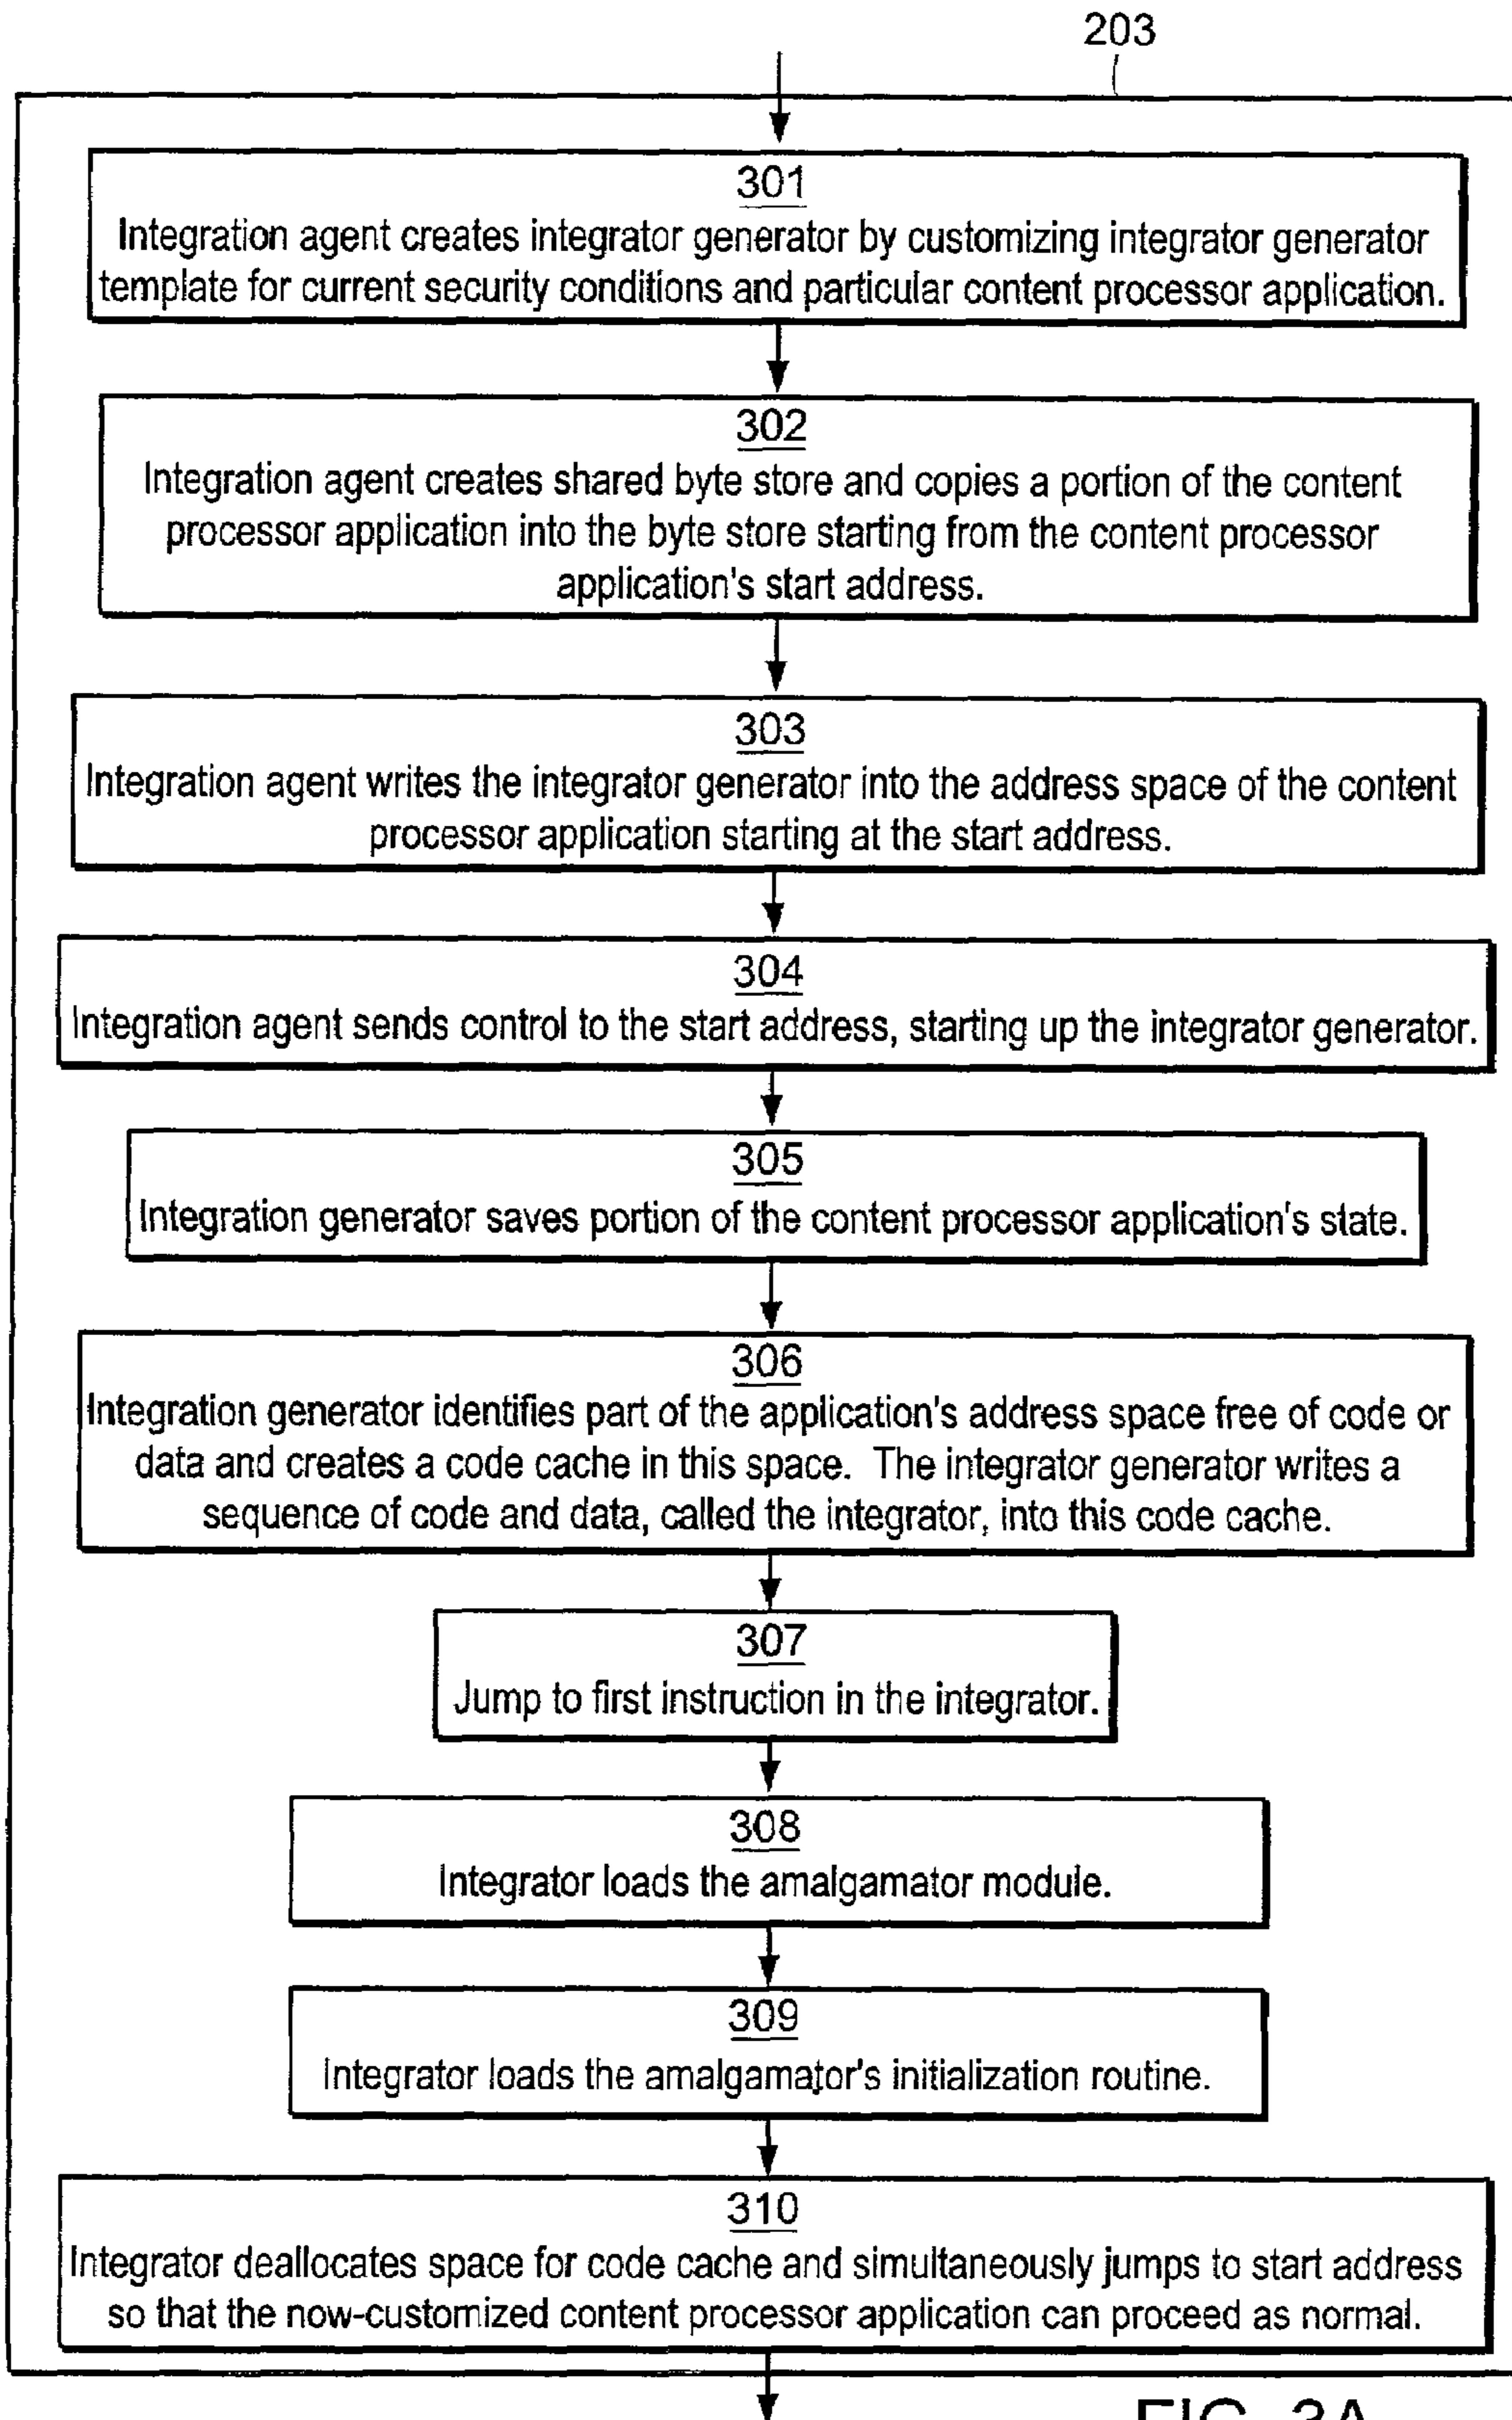 203
301
Integration agent creates integrator generator by customizing integrator generator
template for current security conditions and particular content processor application.
302
Integration agent creates shared byte store and copies a portion of the content
processor application into the byte store starting from the content processor
application's start address.
303
Integration agent writes the integrator generator into the address space of the content
processor application starting at the start address.
304
Integration agent sends control to the start address, starting up the integrator generator.
305
Integration generator saves portion of the content processor application's state.
306
Integration generator identifies part of the application's address space free of code or
data and creates a code cache in this space. The integrator generator writes a
sequence of code and data, called the integrator, into this code cache.
307
Jump to first instruction in the integrator.
308
Integrator loads the amalgamator module.
309
Integrator loads the amalgamator's initialization routine.
310
Integrator deallocates space for code cache and simultaneously jumps to start address
so that the now-customized content processor application can proceed as normal.
FIG. 3A